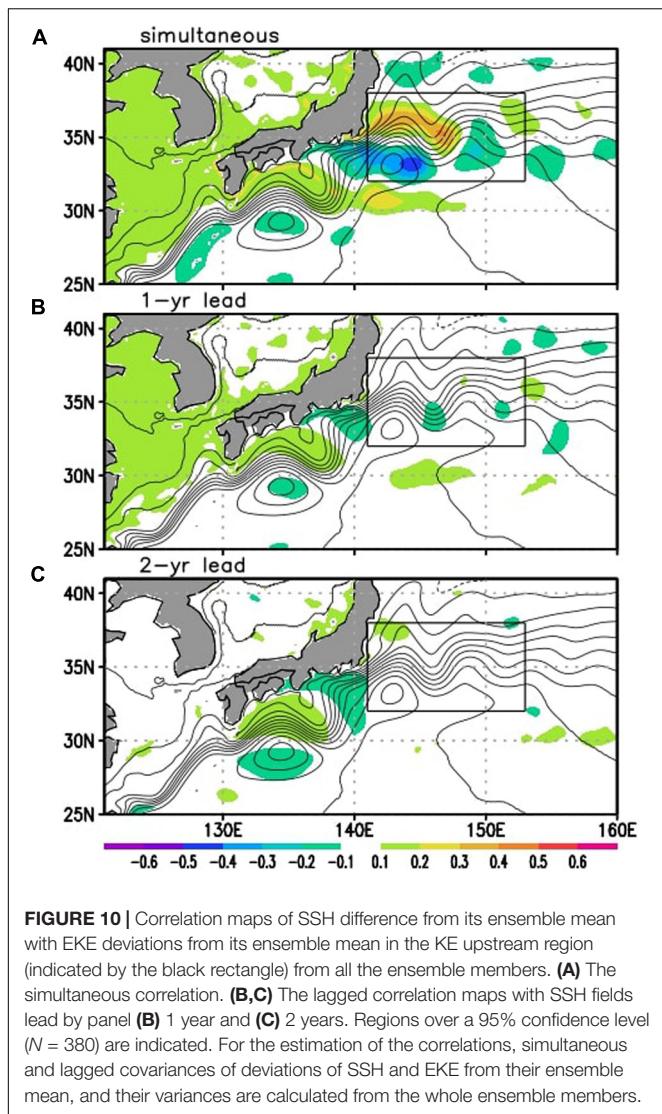 A
simultaneous
40N
35N
30N
25N
B
1-yr lead
40N
35N
30N
25N
C
2-yr lead
40N
35N
30N
25N
130E 140E 150E 160E
-0.6 -0.5 -0.4 -0.3 -0.2 -0.1 0.1 0.2 0.3 0.4 0.5 0.6
FIGURE 10 | Correlation maps of SSH difference from its ensemble mean
with EKE deviations from its ensemble mean in the KE upstream region
(indicated by the black rectangle) from all the ensemble members. (A) The
simultaneous correlation. (B,C) The lagged correlation maps with SSH fields
lead by panel (B) 1 year and (C) 2 years. Regions over a 95% confidence level
(N = 380) are indicated. For the estimation of the correlations, simultaneous
and lagged covariances of deviations of SSH and EKE from their ensemble
mean, and their variances are calculated from the whole ensemble members.